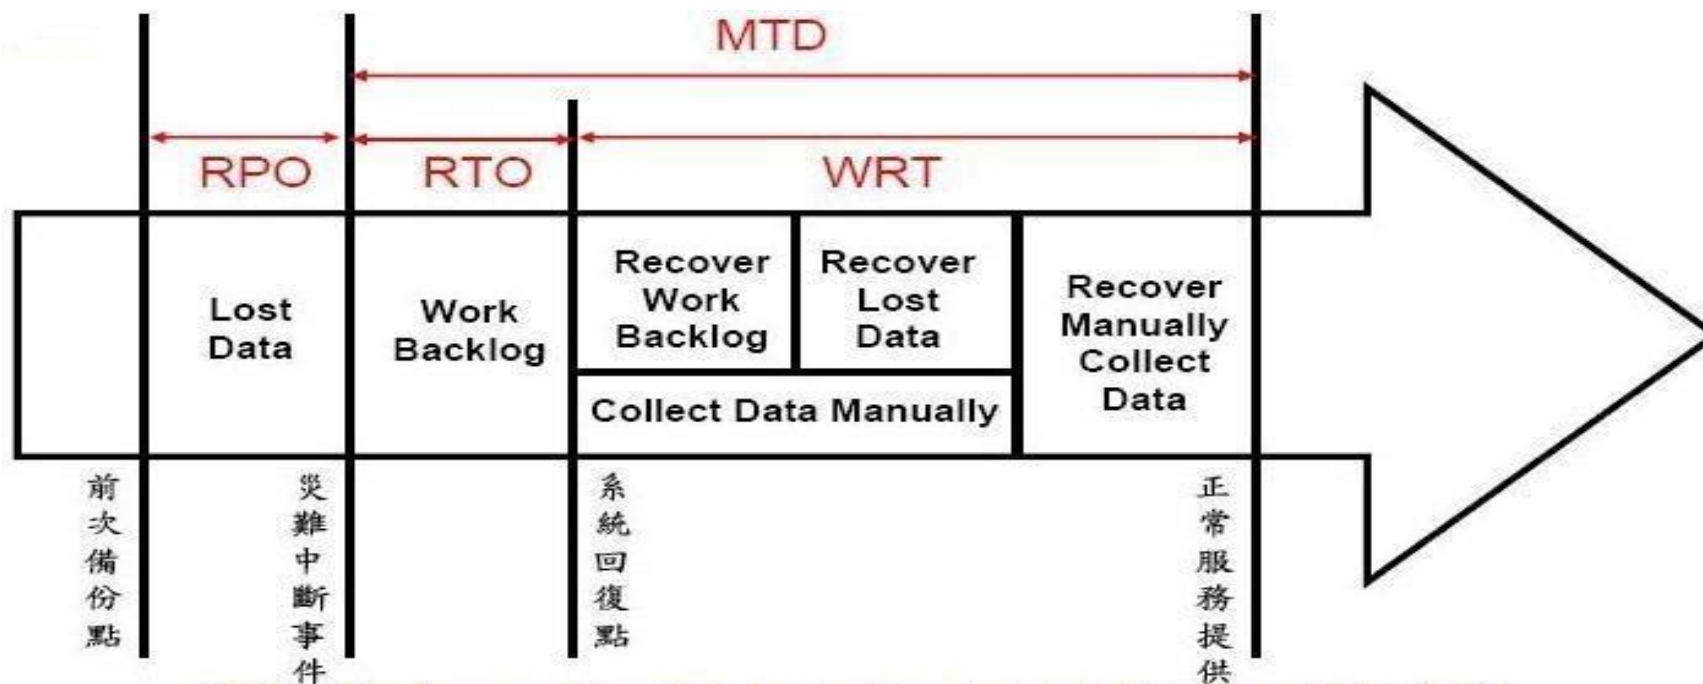 MTD
RPO
RTO
WRT
Lost
Data
Work
Backlog
Recover
Work
Backlog
Recover
Lost
Data
Collect Data Manually
Recover
Manually
Collect
Data
前次備份點
災難中斷事件
系統回復點
正常服務提供